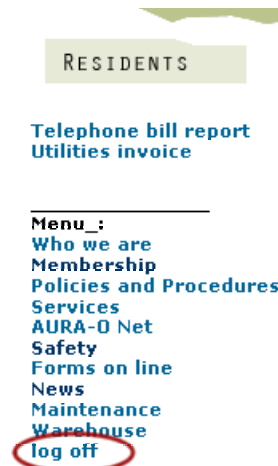 RESIDENTS
Telephone bill report
Utilities invoice
Menu_:
Who we are
Membership
Policies and Procedures
Services
AURA-O Net
Safety
Forms on line
News
Maintenance
Warehouse
log off